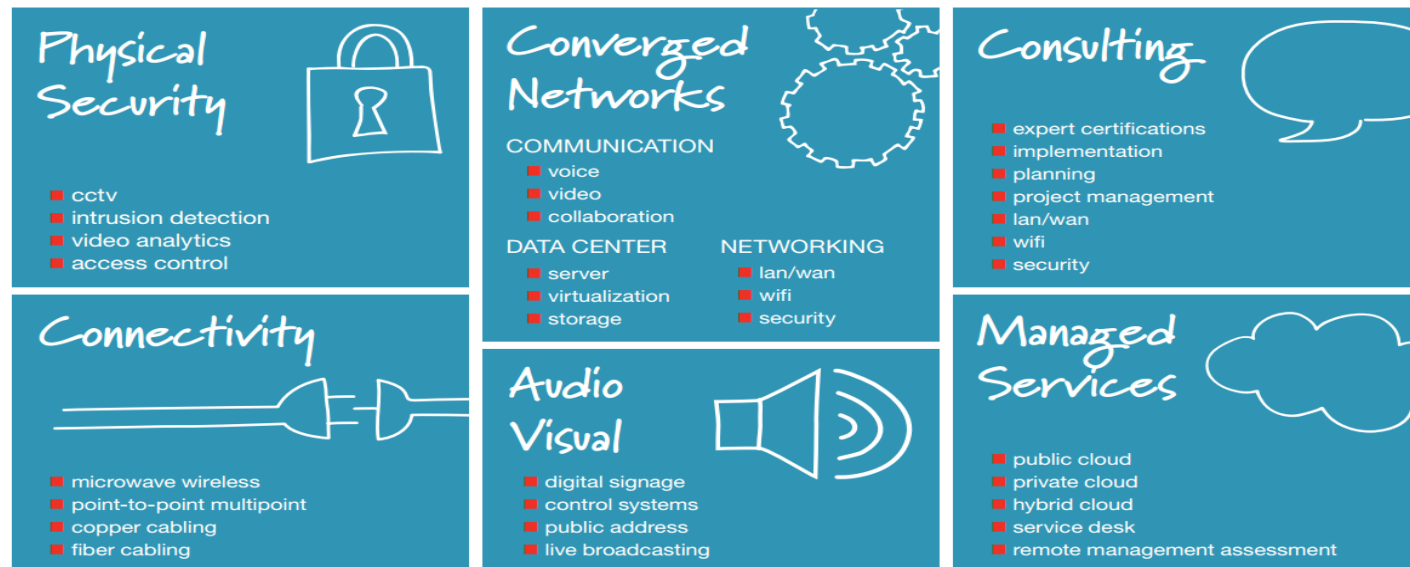 Physical
Security
cctv
intrusion detection
video analytics
access control
Converged
Networks
COMMUNICATION
voice
video
collaboration
DATA CENTER
server
virtualization
storage
NETWORKING
lan/wan
wifi
security
Consulting
expert certifications
implementation
planning
project management
lan/wan
wifi
security
Connectivity
microwave wireless
point-to-point multipoint
copper cabling
fiber cabling
Audio
Visual
digital signage
control systems
public address
live broadcasting
Managed
Services
public cloud
private cloud
hybrid cloud
service desk
remote management assessment